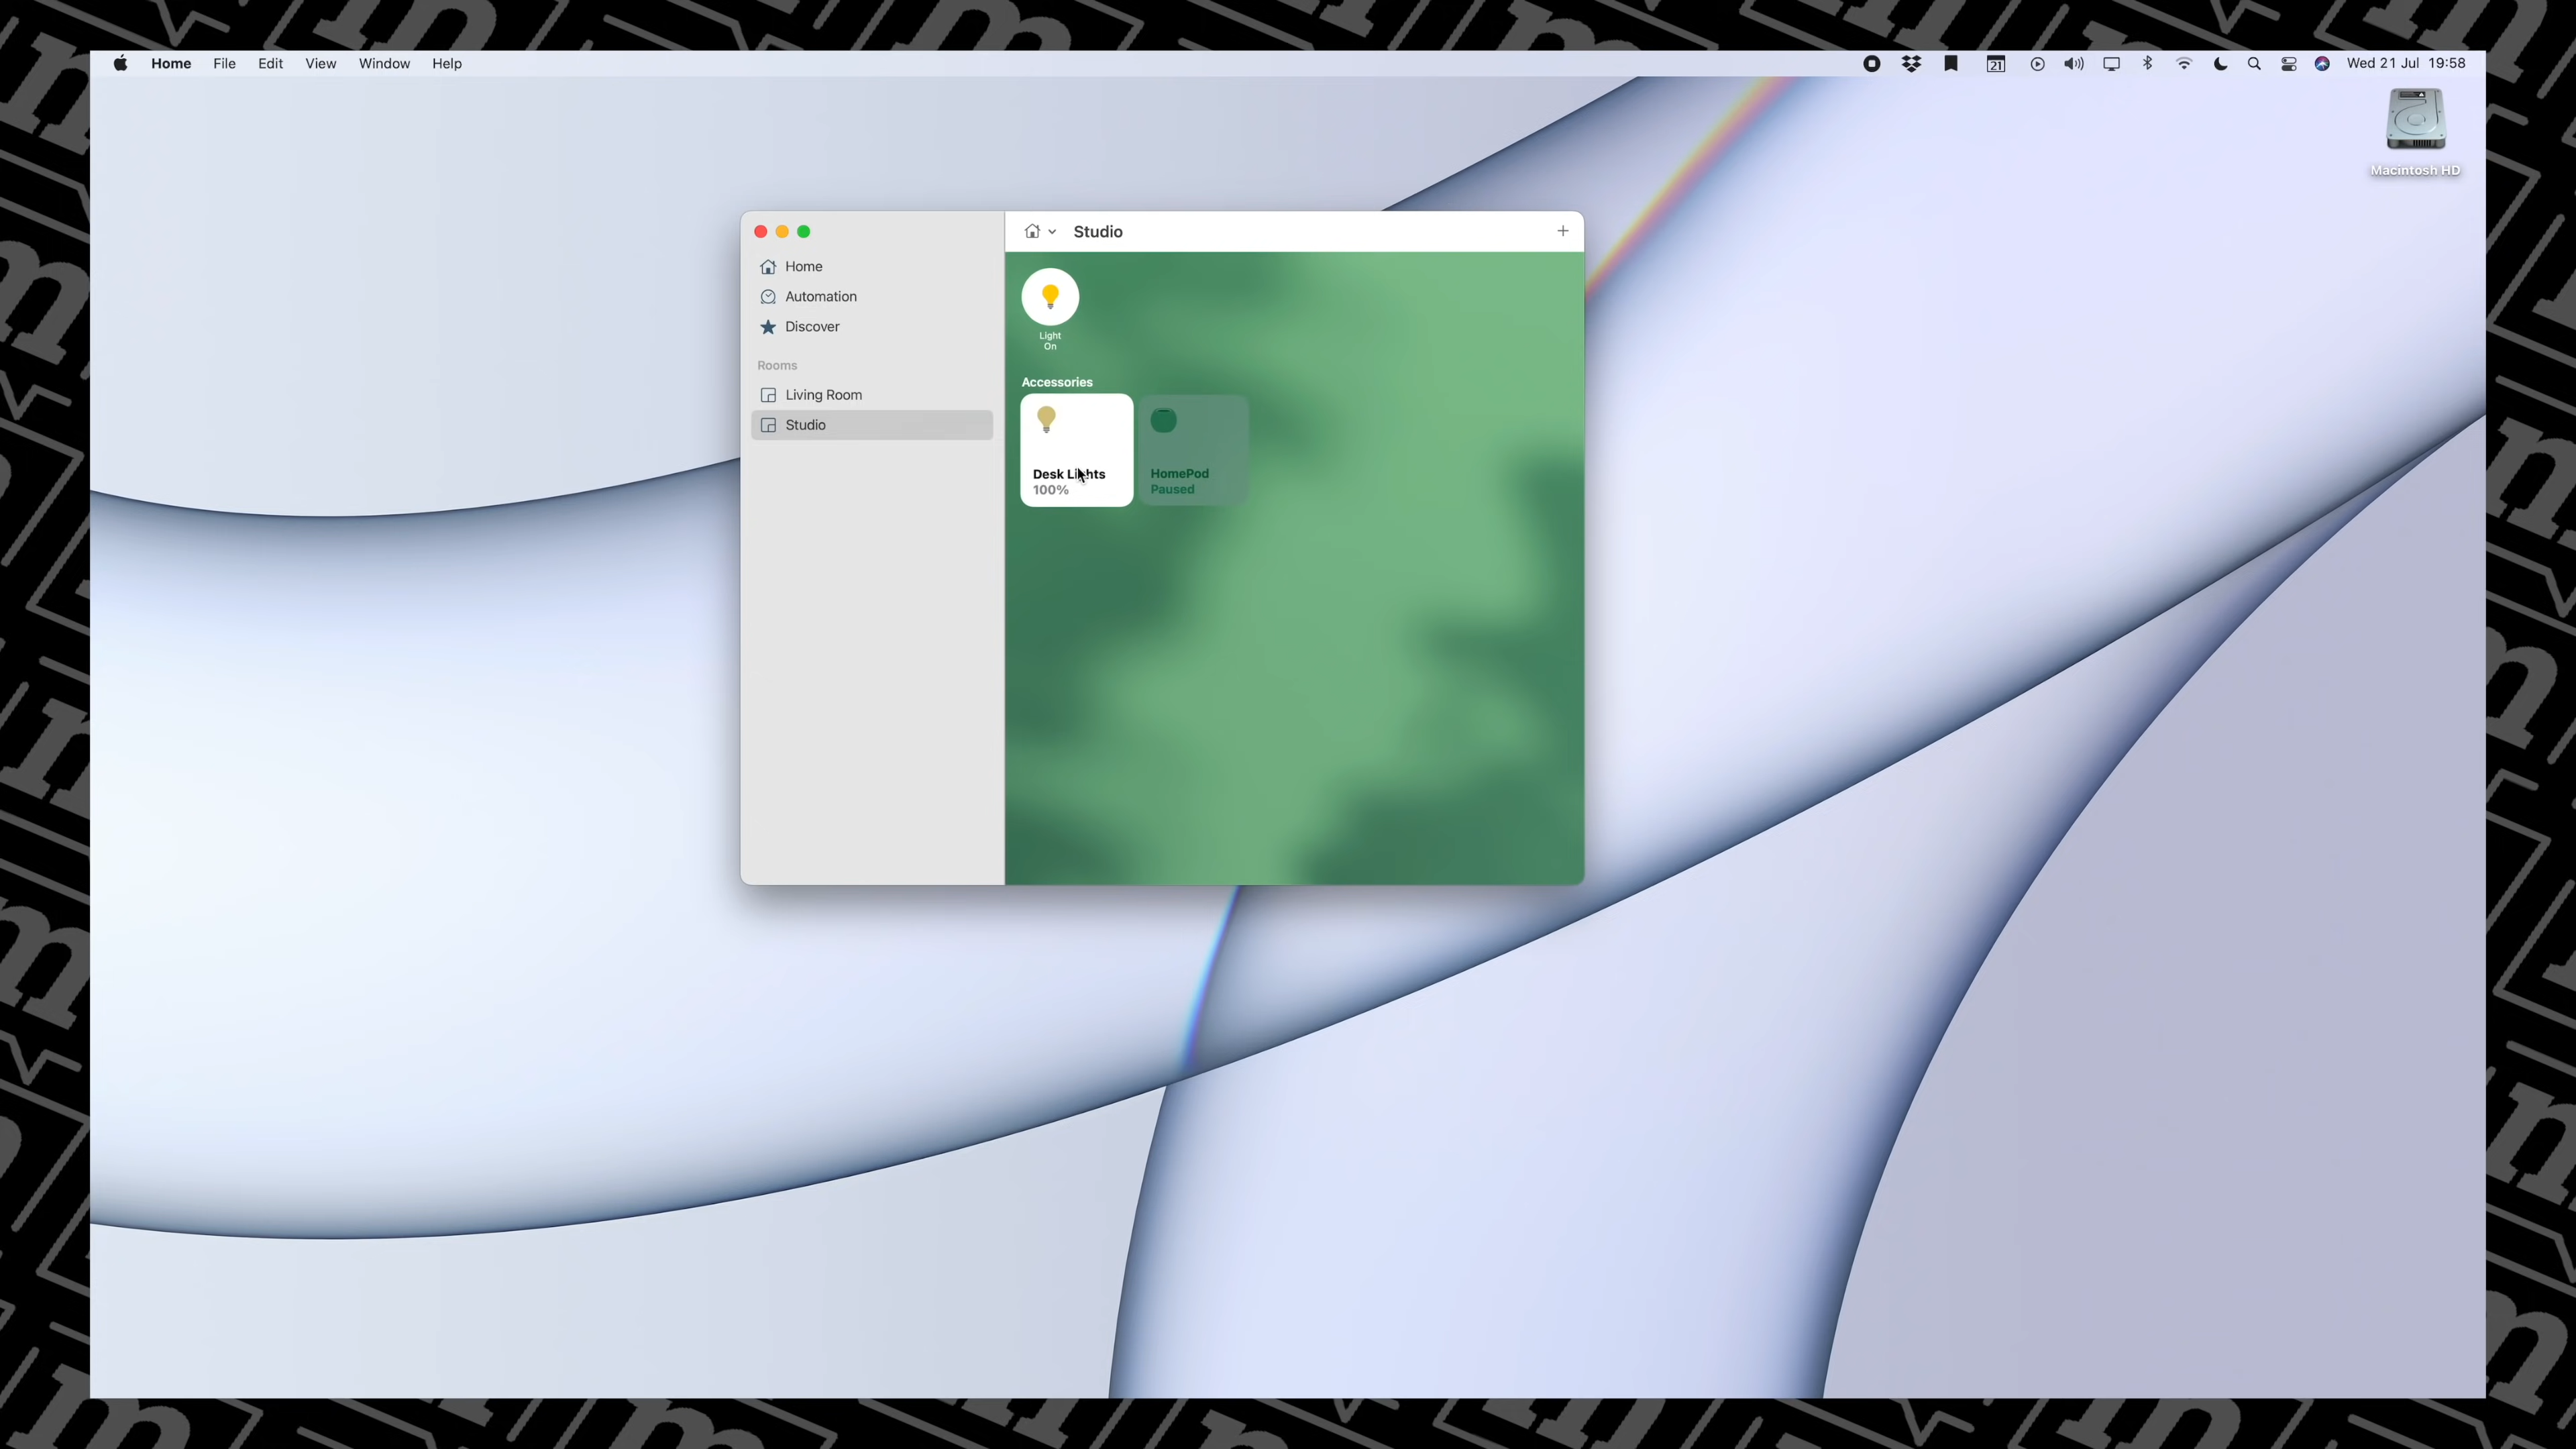 Home File Edit View Window Help
21 Wed 21 Jul 19:58
Macintosh HD
Studio
Home
Automation
Discover
Rooms
Living Room
Studio
Light
On
Accessories
Desk Lights
100%
HomePod
Paused